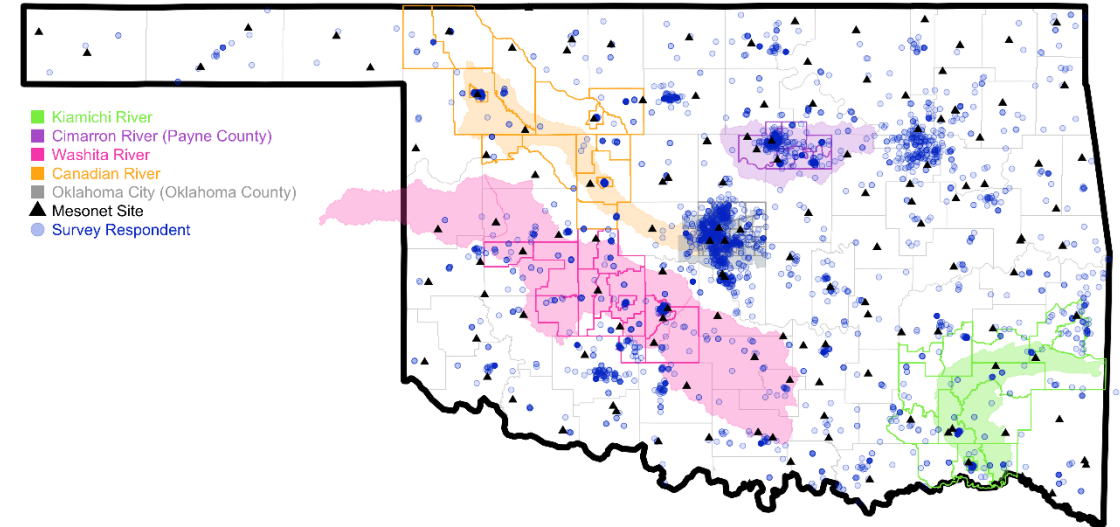 Kiamichi River
Cimarron River (Payne County)
Washita River
Canadian River
Oklahoma City (Oklahoma County)
Mesonet Site
Survey Respondent